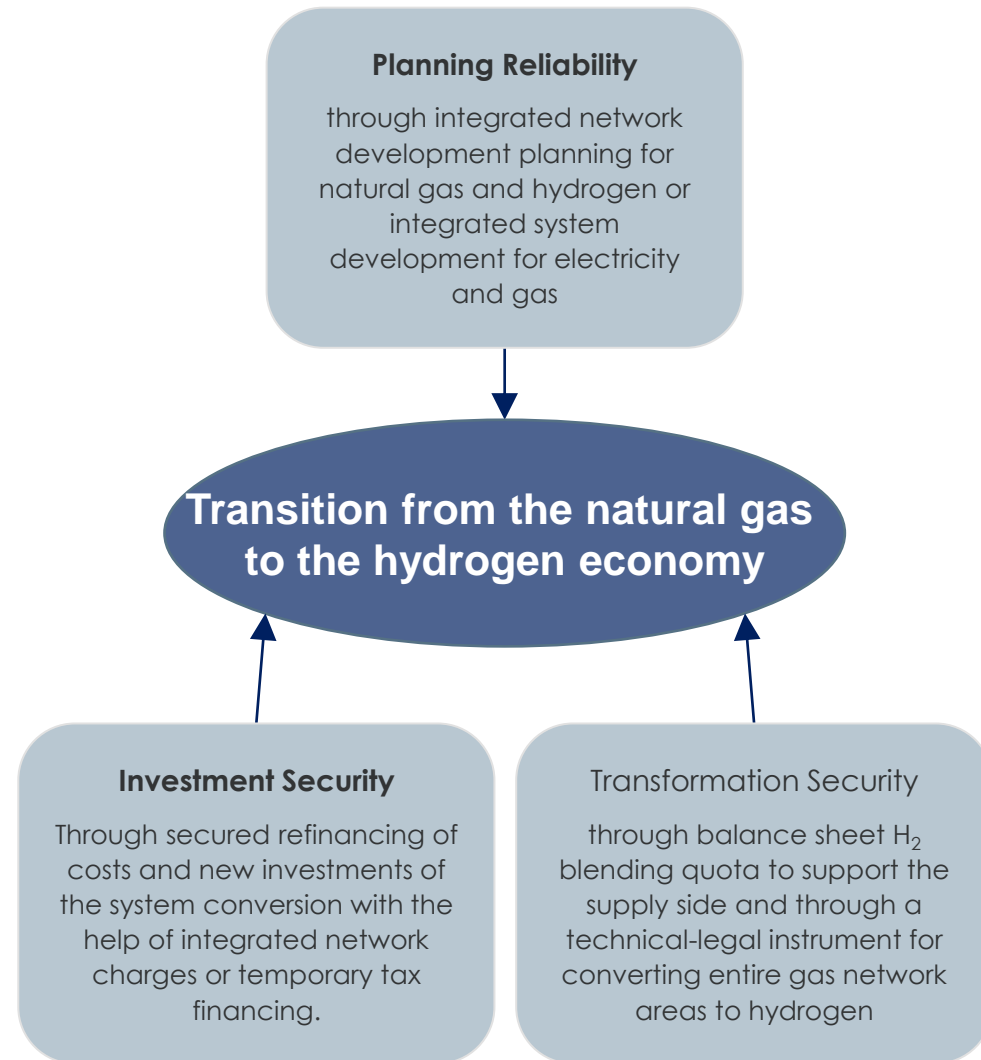 Planning Reliability
through integrated network
development planning for
natural gas and hydrogen or
integrated system
development for electricity
and gas
Transition from the natural gas
to the hydrogen economy
Investment Security
Through secured refinancing of
costs and new investments of
the system conversion with the
help of integrated network
charges or temporary tax
financing.
Transformation Security
through balance sheet H₂
blending quota to support the
supply side and through a
technical-legal instrument for
converting entire gas network
areas to hydrogen